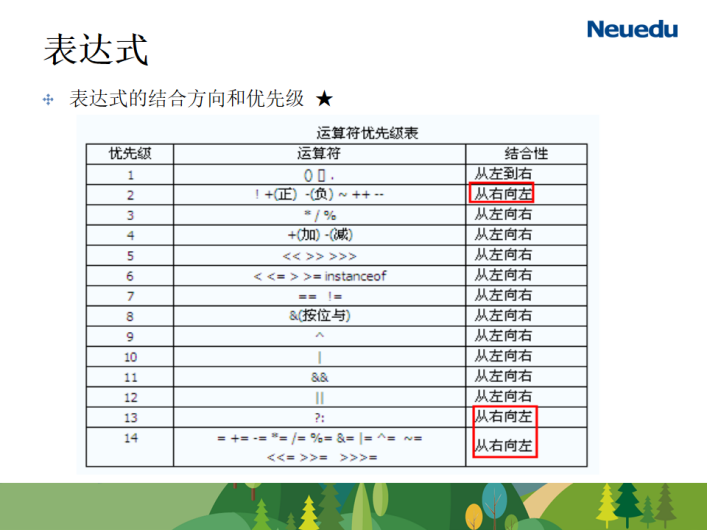 Neuedu
表达式
表达式的结合方向和优先级 ★
运算符优先级表
优先级 运算符 结合性
1 () [] . 从左到右
2 ! +(正) -(负) ~ ++ -- 从右向左
3 * / % 从左向右
4 +(加) -(减) 从左向右
5 << >> >>> 从左向右
6 < <= > >= instanceof 从左向右
7 == != 从左向右
8 &(按位与) 从左向右
9 ^ 从左向右
10 | 从左向右
11 && 从左向右
12 || 从左向右
13 ?: 从右向左
14 = += -= *= /= %= &= |= ^= ~= 从右向左
<<= >>= >>>=